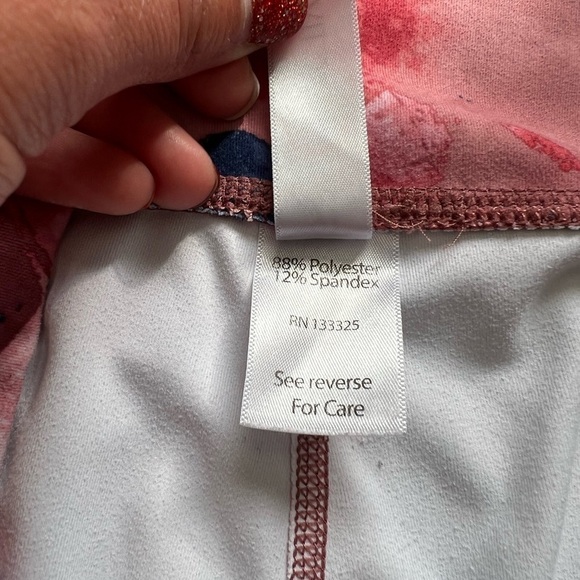 88% Polyester
12% Spandex
RN 133325
See reverse
For Care